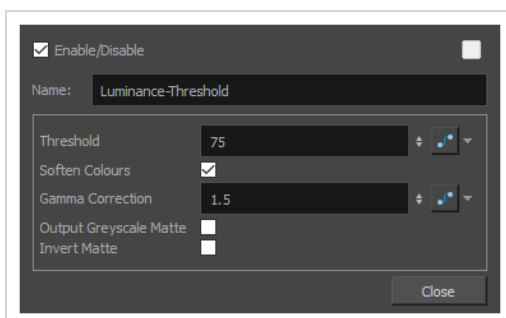 Enable/Disable
Name: Luminance-Threshold
Threshold 75
Soften Colours
Gamma Correction 1.5
Output Greyscale Matte
Invert Matte
Close